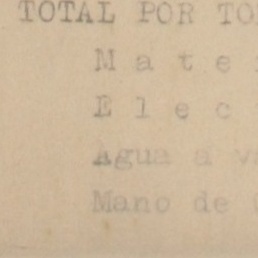 TOTAL POR TO
M a t e
E l e c
Agua a v
Mano de